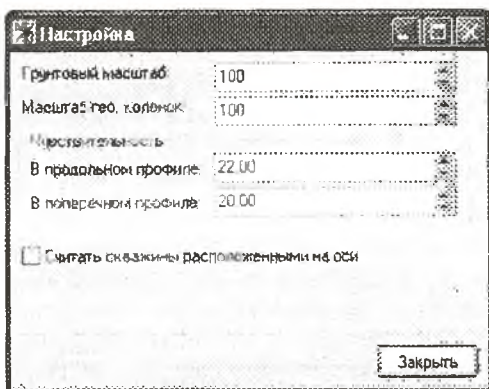 Настройка
Грунтовый масштаб: 100
Масштаб гео. колонок: 100
Чувствительность
В продольном профиле: 22.00
В поперечном профиле: 20.00
Считать скважины расположенными на оси
Закрыть